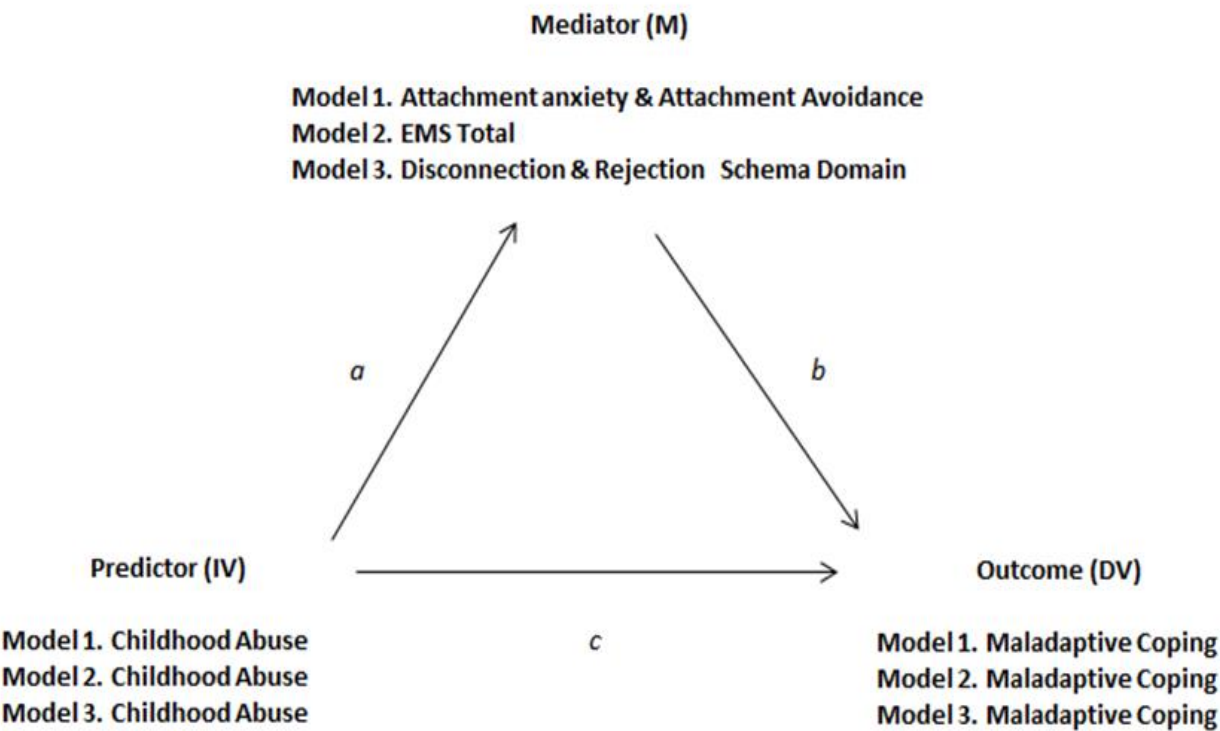 Mediator (M)
Model 1. Attachment anxiety & Attachment Avoidance
Model 2. EMS Total
Model 3. Disconnection & Rejection Schema Domain
a
b
Predictor (IV)
Model 1. Childhood Abuse
Model 2. Childhood Abuse
Model 3. Childhood Abuse
c
Outcome (DV)
Model 1. Maladaptive Coping
Model 2. Maladaptive Coping
Model 3. Maladaptive Coping